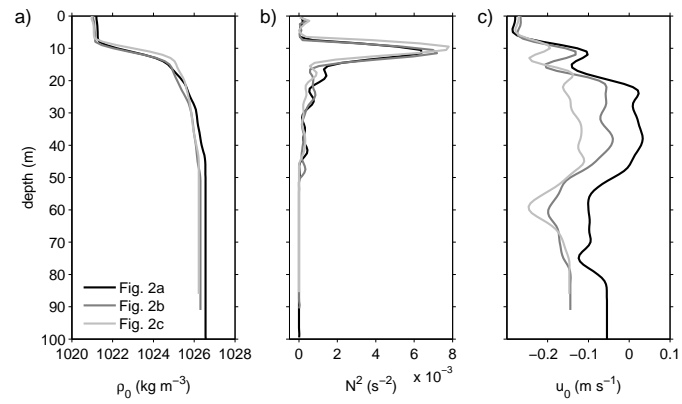 a)
b)
c)
0
10
20
30
40
50
60
70
80
90
100
depth (m)
Fig. 2a
Fig. 2b
Fig. 2c
1020 1022 1024 1026 1028
ρ₀ (kg m⁻³)
0 2 4 6 8
x 10⁻³
N² (s⁻²)
−0.2 −0.1 0 0.1
u₀ (m s⁻¹)